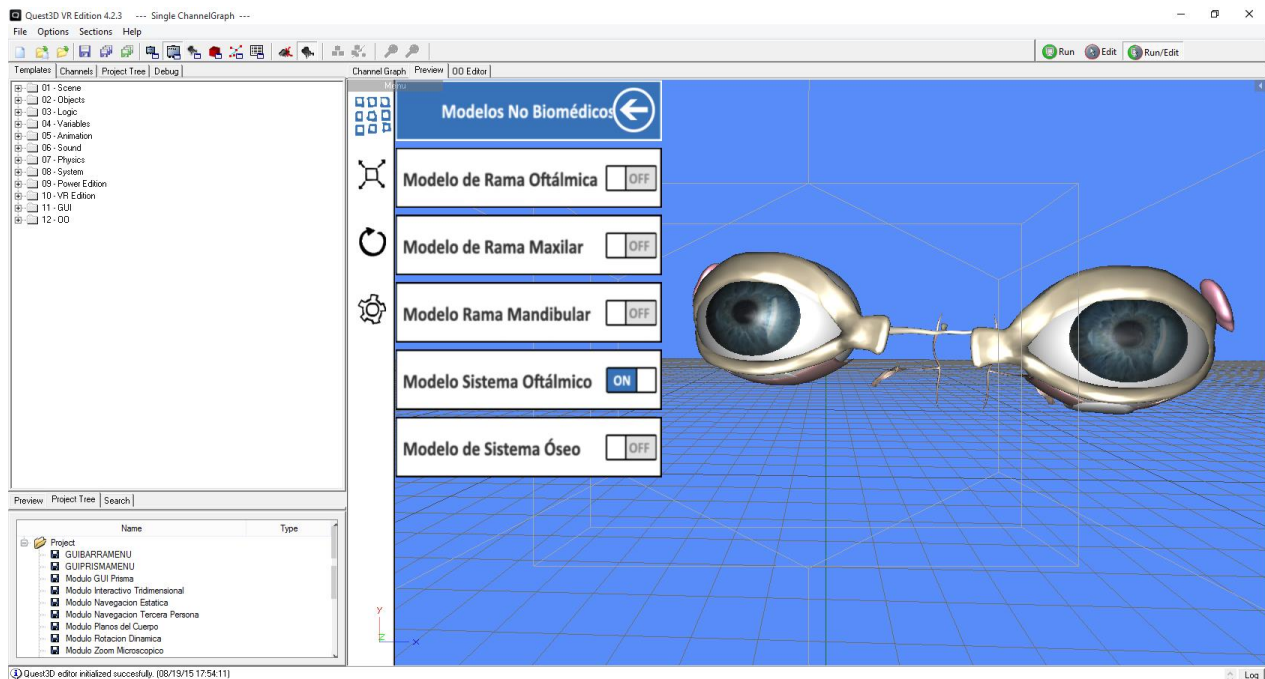 Quest3D VR Edition 4.2.3 --- Single ChannelGraph ---
File Options Sections Help
Run Edit Run/Edit
Templates Channels Project Tree Debug
Channel Graph Preview OO Editor
01 - Scene
02 - Objects
03 - Logic
04 - Variables
05 - Animation
06 - Sound
07 - Physics
08 - System
09 - Power Edition
10 - VR Edition
11 - GUI
12 - OO
Menu
Modelos No Biomédicos
Modelo de Rama Oftálmica OFF
Modelo de Rama Maxilar OFF
Modelo Rama Mandibular OFF
Modelo Sistema Oftálmico ON
Modelo de Sistema Óseo OFF
Preview Project Tree Search
Name Type
Project
GUIBARRAMENU
GUIPRISMAMENU
Modulo GUI Prisma
Modulo Interactivo Tridimensional
Modulo Navegacion Estatica
Modulo Navegacion Tercera Persona
Modulo Planos del Cuerpo
Modulo Rotacion Dinamica
Modulo Zoom Microscopico
Y
Z
X
Quest3D editor initialized succesfully. (08/19/15 17:54:11)
Log